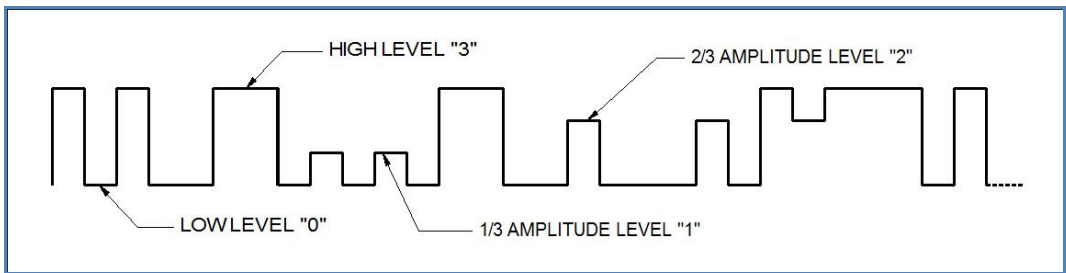 HIGH LEVEL "3"
2/3 AMPLITUDE LEVEL "2"
LOW LEVEL "0"
1/3 AMPLITUDE LEVEL "1"